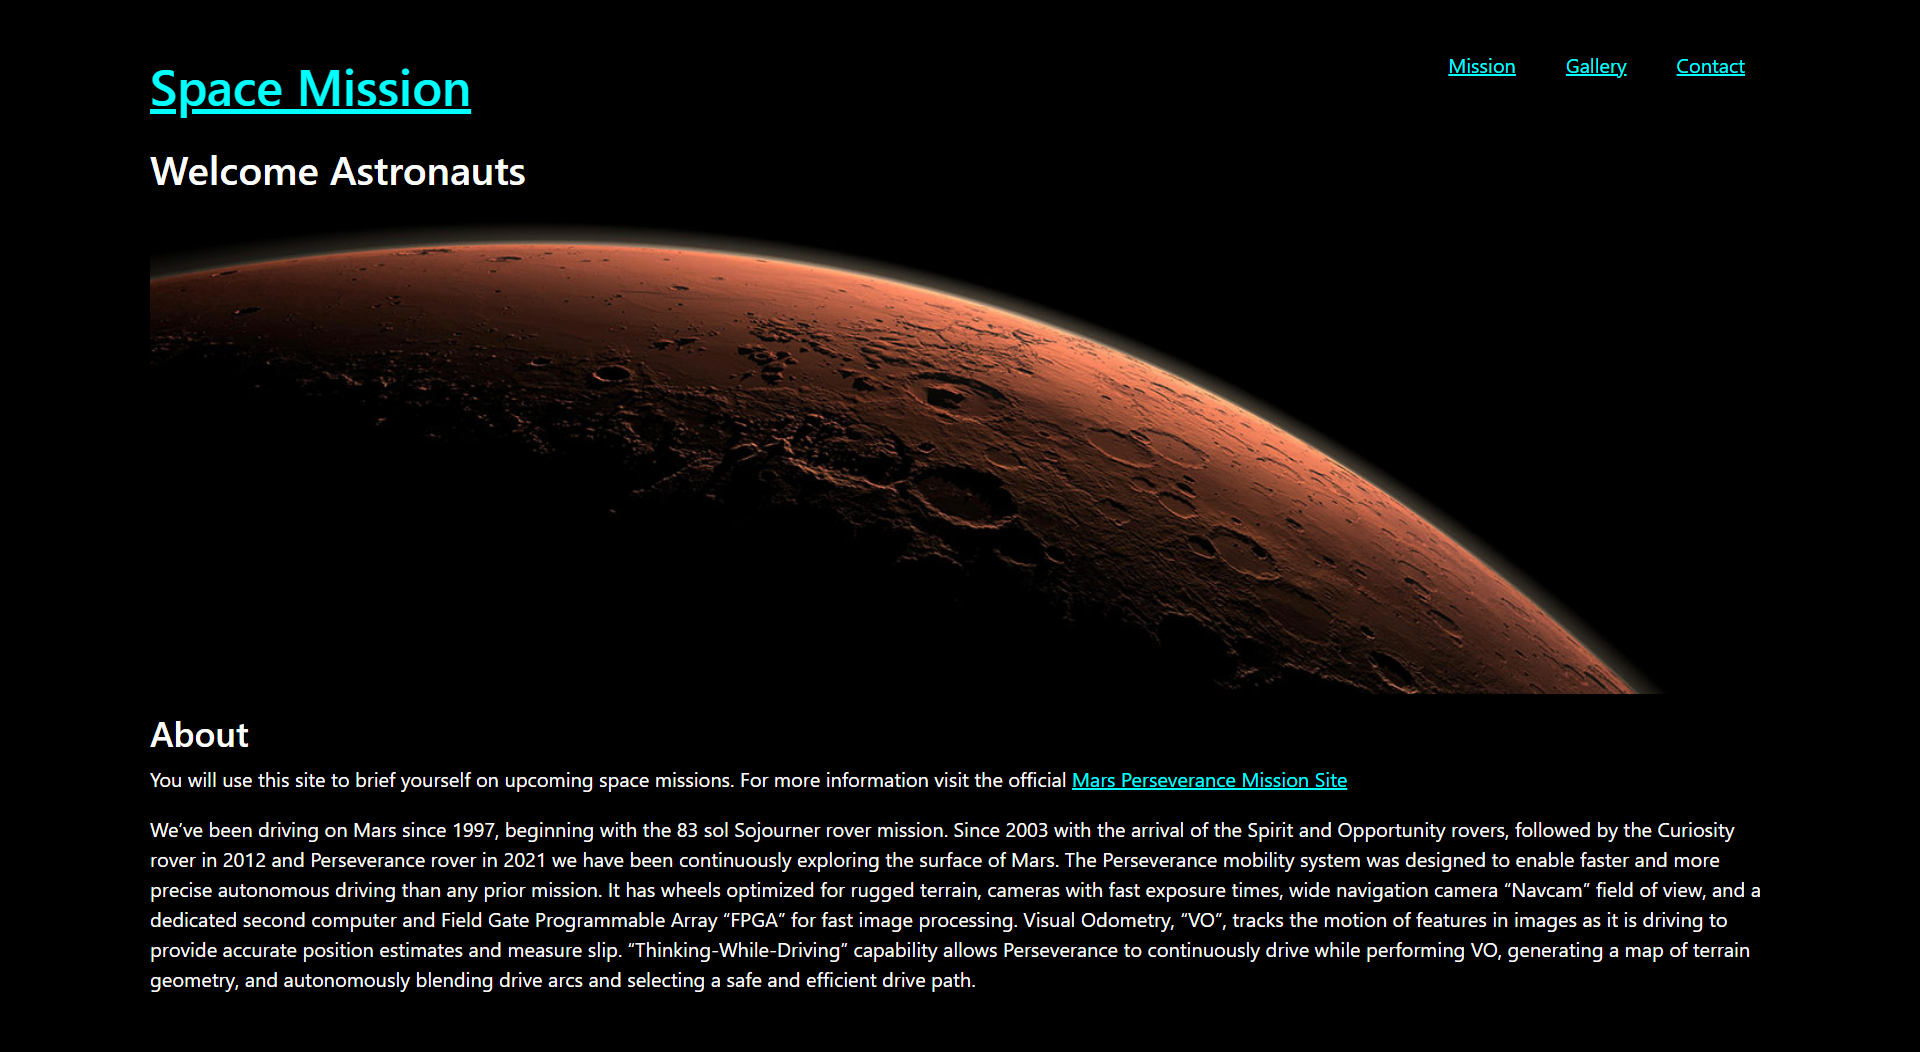 Space Mission
Mission Gallery Contact
Welcome Astronauts
About
You will use this site to brief yourself on upcoming space missions. For more information visit the official Mars Perseverance Mission Site
We’ve been driving on Mars since 1997, beginning with the 83 sol Sojourner rover mission. Since 2003 with the arrival of the Spirit and Opportunity rovers, followed by the Curiosity
rover in 2012 and Perseverance rover in 2021 we have been continuously exploring the surface of Mars. The Perseverance mobility system was designed to enable faster and more
precise autonomous driving than any prior mission. It has wheels optimized for rugged terrain, cameras with fast exposure times, wide navigation camera “Navcam” field of view, and a
dedicated second computer and Field Gate Programmable Array “FPGA” for fast image processing. Visual Odometry, “VO”, tracks the motion of features in images as it is driving to
provide accurate position estimates and measure slip. “Thinking-While-Driving” capability allows Perseverance to continuously drive while performing VO, generating a map of terrain
geometry, and autonomously blending drive arcs and selecting a safe and efficient drive path.